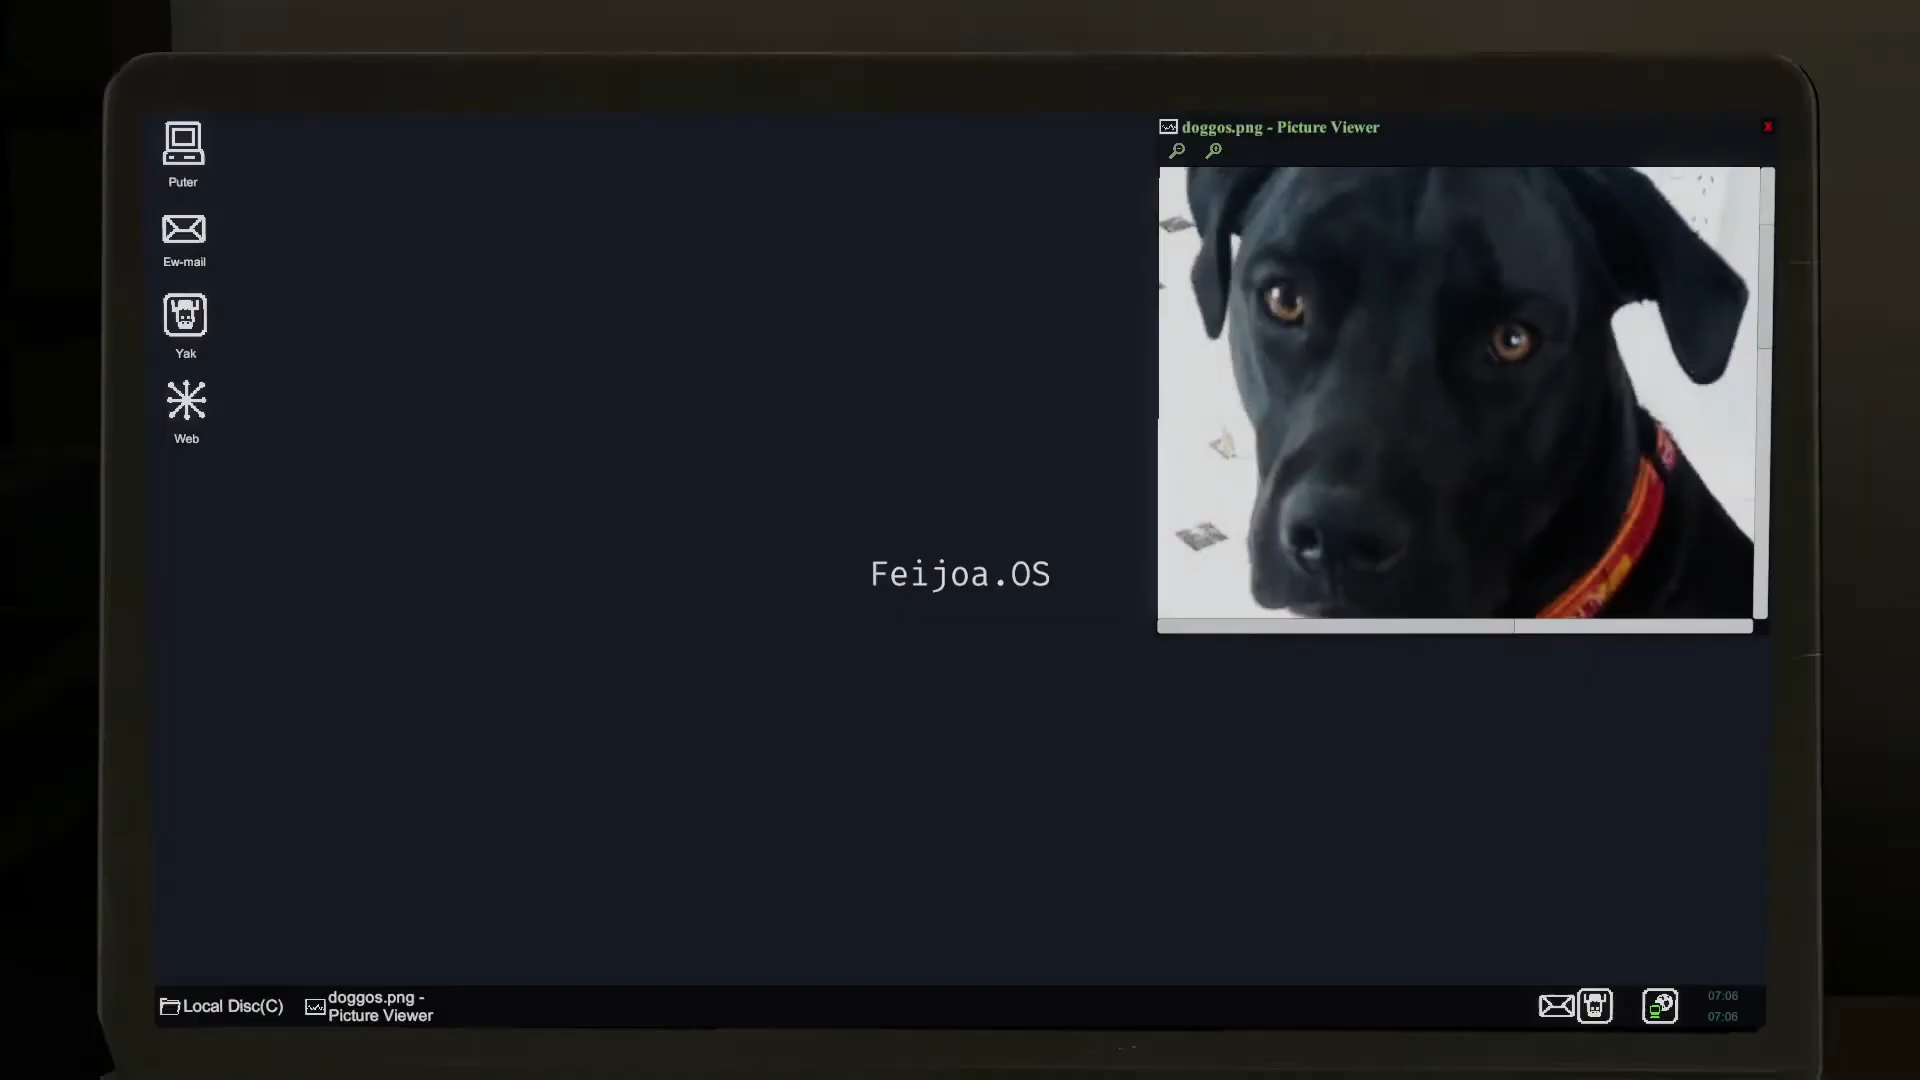 doggos.png - Picture Viewer
x
Puter
Ew-mail
Yak
Web
Feijoa.OS
Local Disc(C)
doggos.png -
Picture Viewer
07:06
07:06